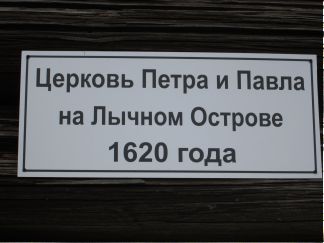 Церковь Петра и Павла
на Лычном Острове
1620 года